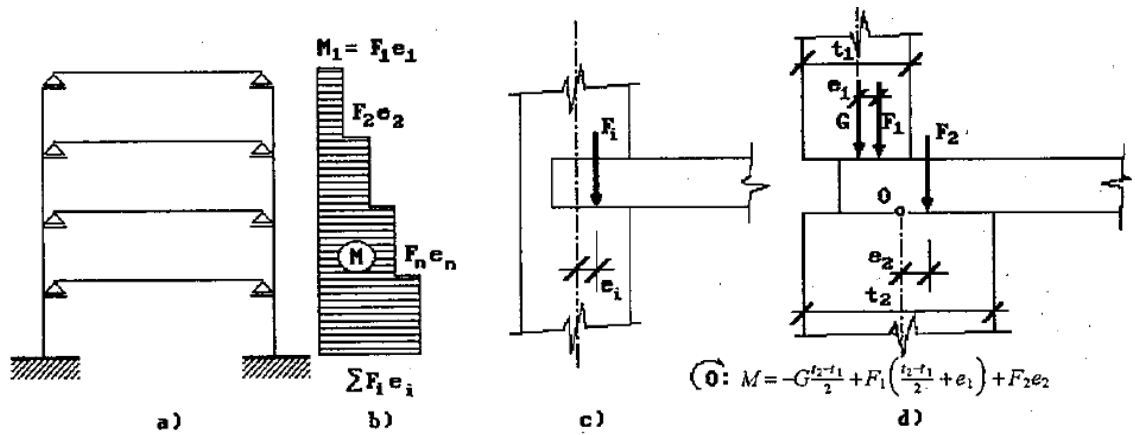 M₁ = F₁e₁
F₂e₂
M
Fₙeₙ
∑Fᵢeᵢ
Fᵢ
eᵢ
t₁
e₁
G
F₁
F₂
O
e₂
t₂
O: M = -G (t₂-t₁)/2 + F₁((t₂-t₁)/2 + e₁) + F₂e₂
a)
b)
c)
d)